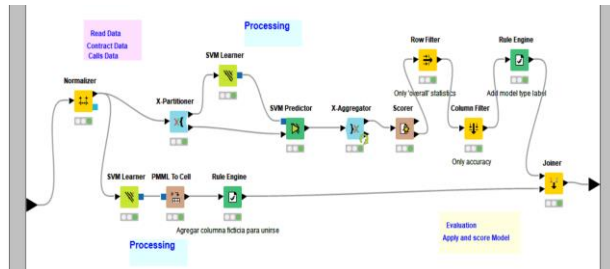 Read Data
Contract Data
Calls Data
Processing
Normalizer
X-Partitioner
SVM Learner
SVM Predictor
X-Aggregator
Scorer
Row Filter
Only 'overall' statistics
Column Filter
Only accuracy
Rule Engine
Add model type label
Joiner
SVM Learner
PMML To Cell
Rule Engine
Agregar columna ficticia para unirse
Processing
Evaluation
Apply and score Model